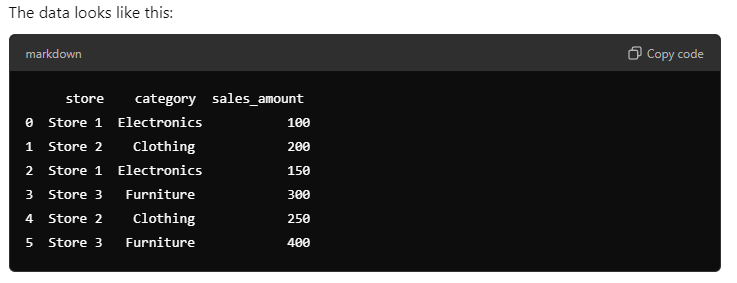 The data looks like this:
markdown Copy code
store category sales_amount
0 Store 1 Electronics 100
1 Store 2 Clothing 200
2 Store 1 Electronics 150
3 Store 3 Furniture 300
4 Store 2 Clothing 250
5 Store 3 Furniture 400